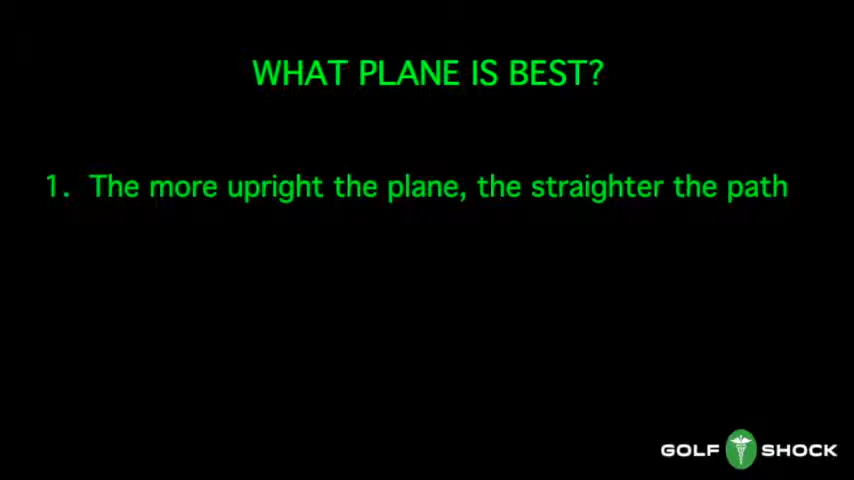 WHAT PLANE IS BEST?
1. The more upright the plane, the straighter the path
GOLF SHOCK